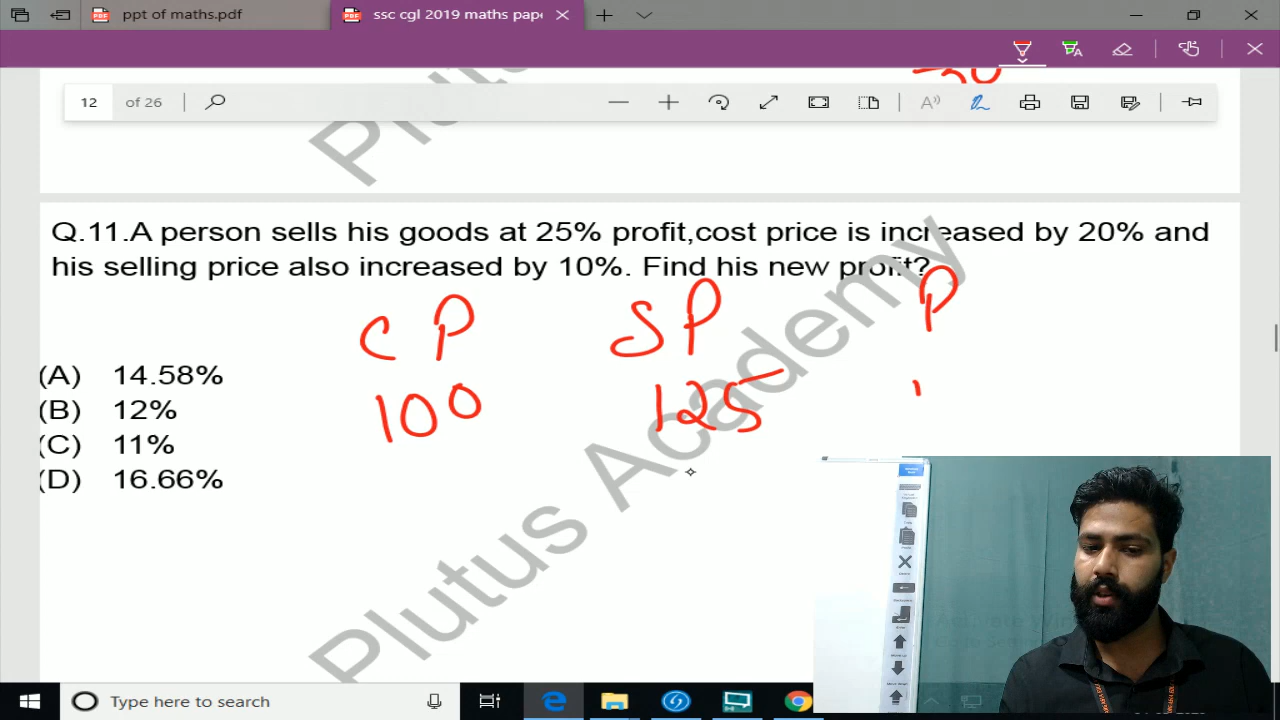 ppt of maths.pdf
ssc cgl 2019 maths pape
12 of 26
Q.11.A person sells his goods at 25% profit,cost price is increased by 20% and
his selling price also increased by 10%. Find his new profit?
CP SP P
(A) 14.58%
(B) 12%
(C) 11%
(D) 16.66%
100 125
Plutus Academy
Type here to search